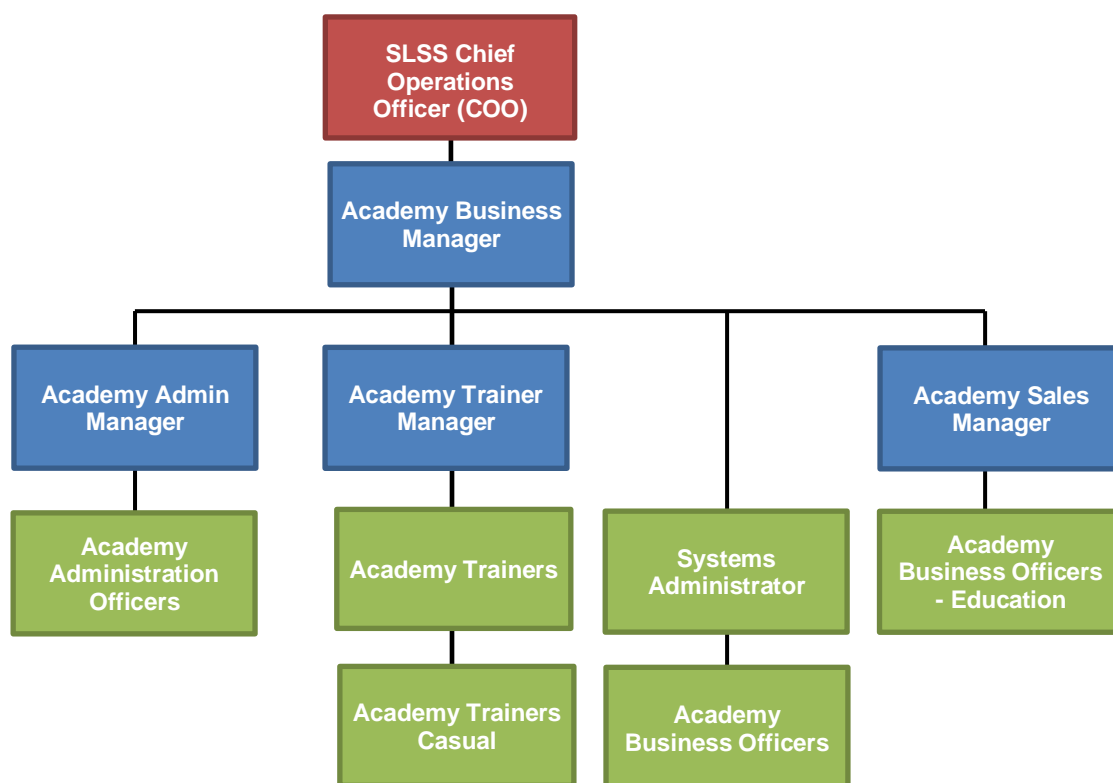 SLSS Chief
Operations
Officer (COO)
Academy Business
Manager
Academy Admin
Manager
Academy Trainer
Manager
Academy Sales
Manager
Academy
Administration
Officers
Academy Trainers
Systems
Administrator
Academy
Business Officers
- Education
Academy Trainers
Casual
Academy
Business Officers